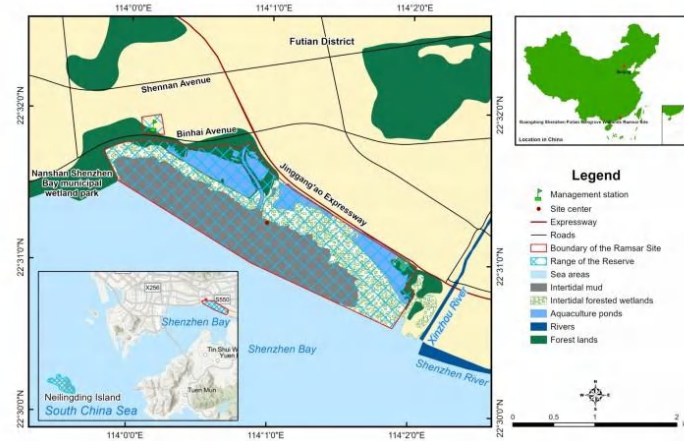 114°0'0"E
114°1'0"E
114°2'0"E
22°32'0"N
22°31'0"N
22°30'0"N
Futian District
Shennan Avenue
Binhai Avenue
Jinggang'ao Expressway
Nanshan Shenzhen
Bay municipal
wetland park
Xinzhou River
Shenzhen River
Shenzhen Bay
X256
S550
Shenzhen Bay
Tin Shui W
Yuen
Tuen Mun
Neilingding Island
South China Sea
22°32'0"N
22°31'0"N
22°30'0"N
114°0'0"E
114°1'0"E
114°2'0"E
Beijing
Location in China
Legend
Management station
Site center
Expressway
Roads
Boundary of the Ramsar Site
Range of the Reserve
Sea areas
Intertidal mud
Intertidal forested wetlands
Aquaculture ponds
Rivers
Forest lands
N
W
E
S
0
0.5
1
2